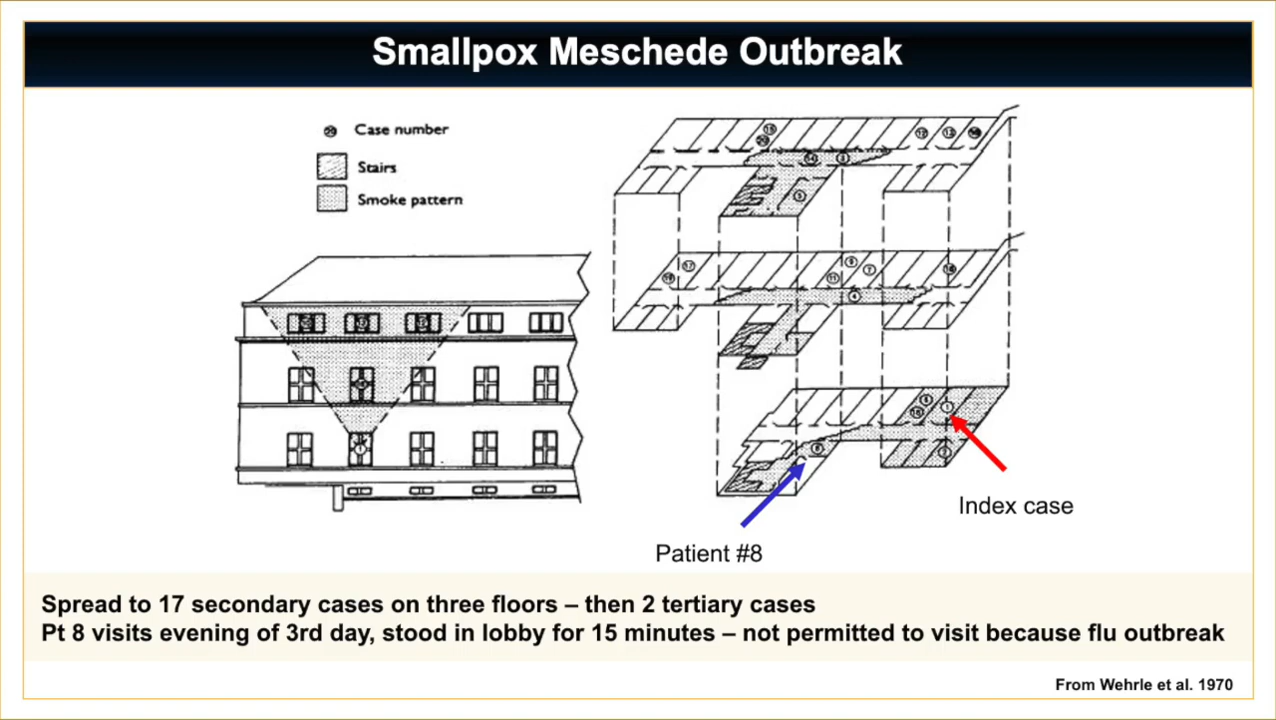 Smallpox Meschede Outbreak
Case number
Stairs
Smoke pattern
Index case
Patient #8
Spread to 17 secondary cases on three floors – then 2 tertiary cases
Pt 8 visits evening of 3rd day, stood in lobby for 15 minutes – not permitted to visit because flu outbreak
From Wehrle et al. 1970